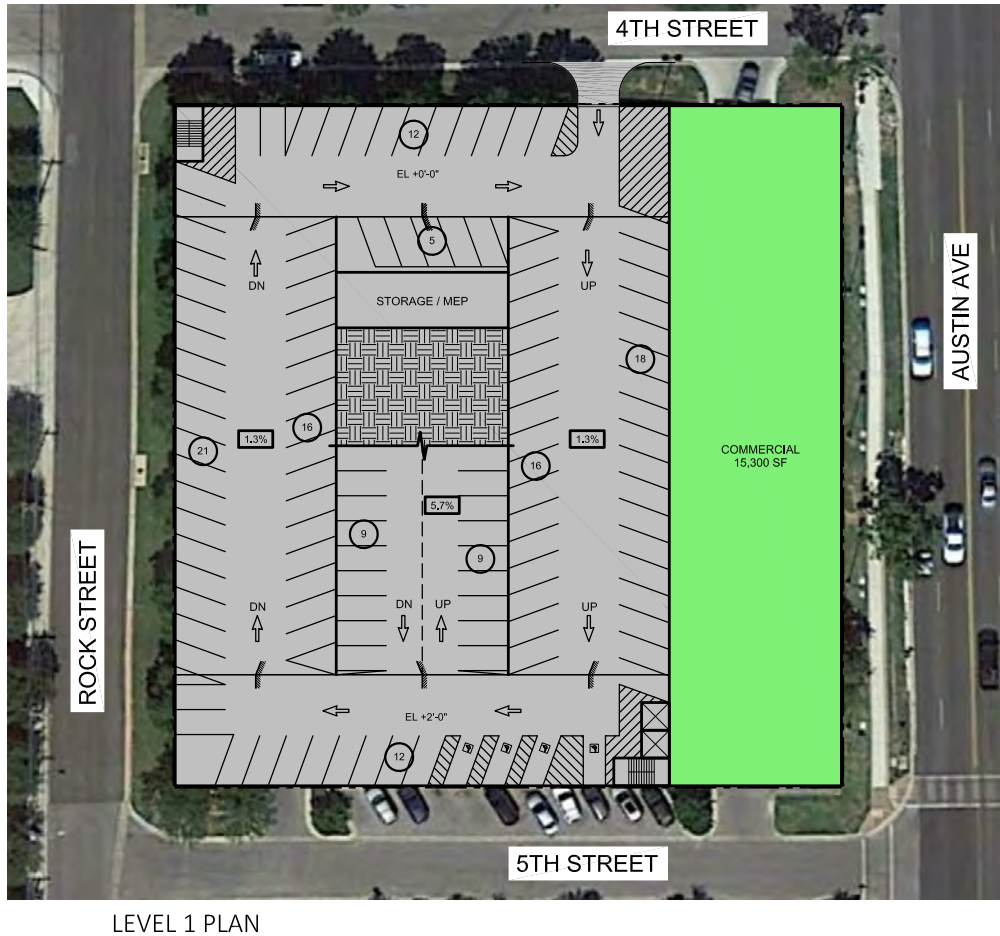 4TH STREET
12
EL +0'-0"
5
DN
UP
STORAGE / MEP
AUSTIN AVE
18
16
1.3%
1.3%
21
COMMERCIAL
15,300 SF
16
5.7%
9
9
ROCK STREET
DN
DN
UP
UP
EL +2'-0"
12
5TH STREET
LEVEL 1 PLAN